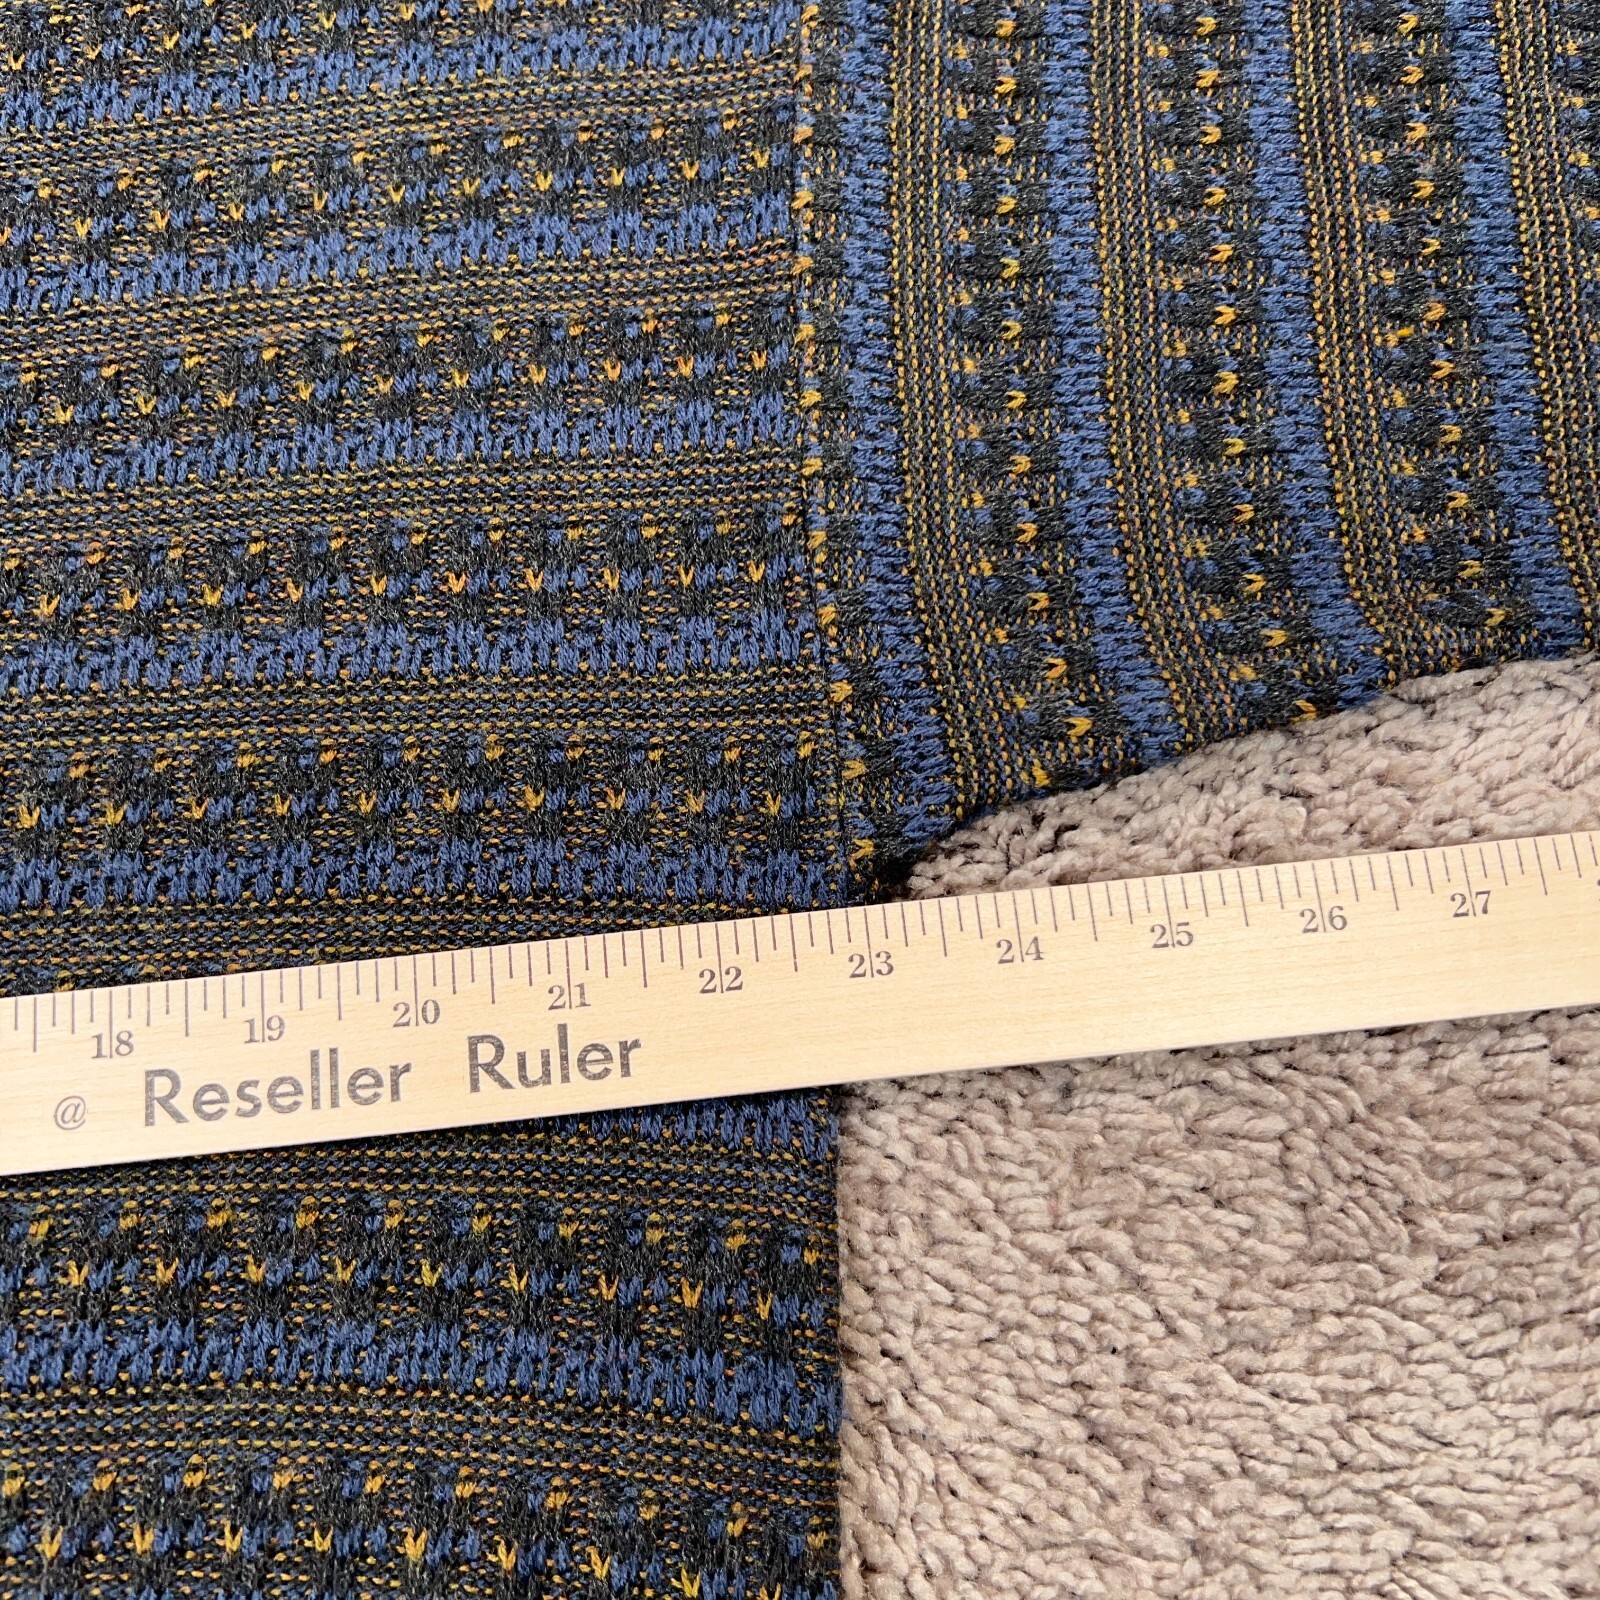 18 19 20 21 22 23 24 25 26 27
@ Reseller Ruler